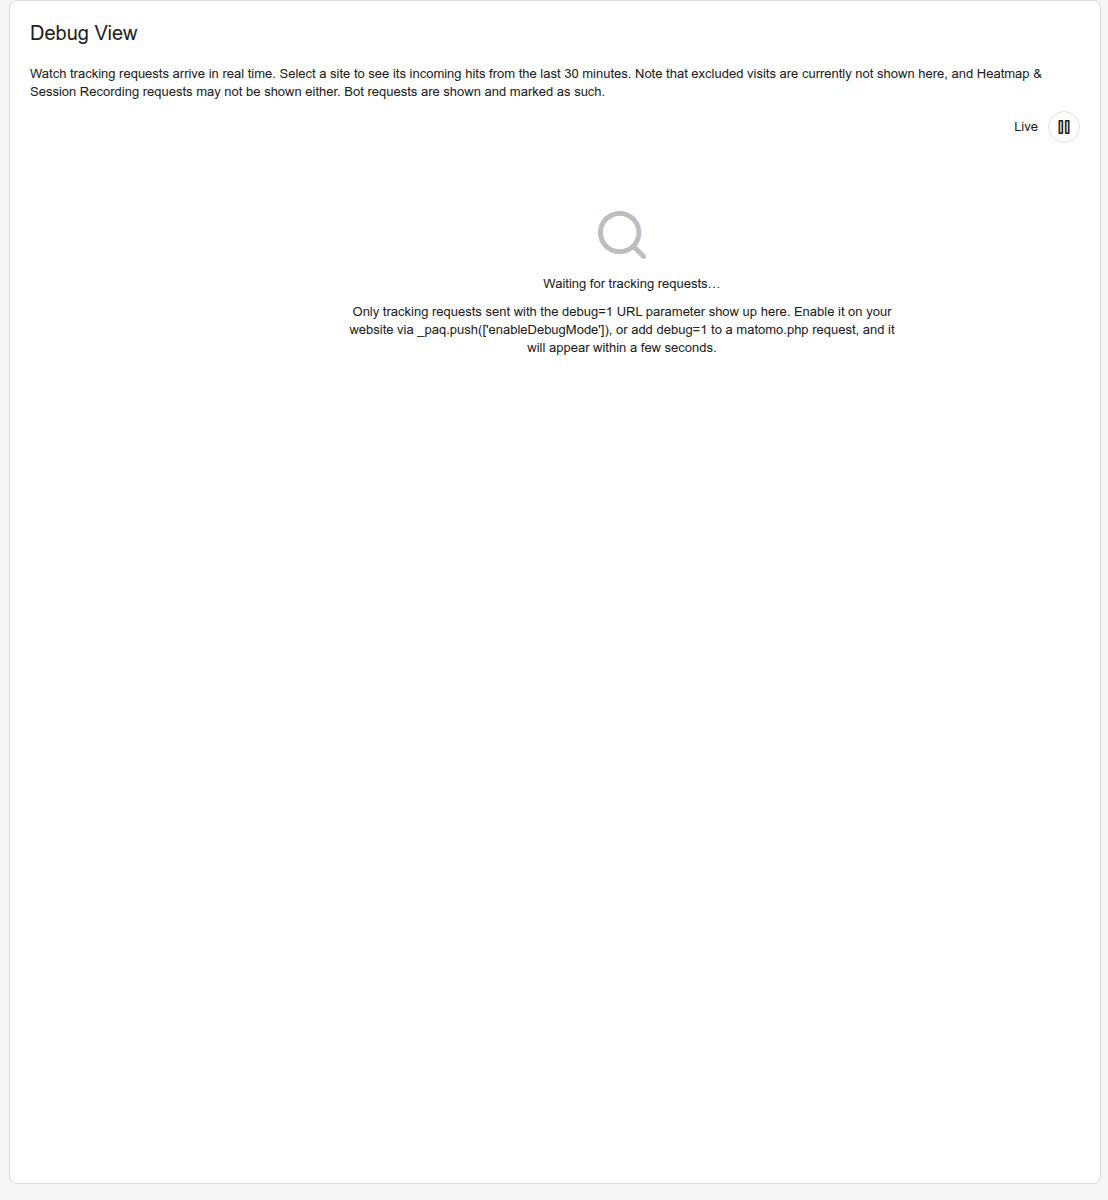 Debug View
Watch tracking requests arrive in real time. Select a site to see its incoming hits from the last 30 minutes. Note that excluded visits are currently not shown here, and Heatmap &
Session Recording requests may not be shown either. Bot requests are shown and marked as such.
Live
Waiting for tracking requests…
Only tracking requests sent with the debug=1 URL parameter show up here. Enable it on your
website via _paq.push(['enableDebugMode']), or add debug=1 to a matomo.php request, and it
will appear within a few seconds.